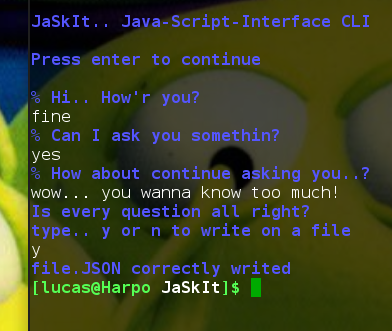 JaSkIt.. Java-Script-Interface CLI
Press enter to continue
% Hi.. How'r you?
fine
% Can I ask you somethin?
yes
% How about continue asking you..?
wow... you wanna know too much!
Is every question all right?
type.. y or n to write on a file
y
file.JSON correctly writed
[lucas@Harpo JaSkIt]$